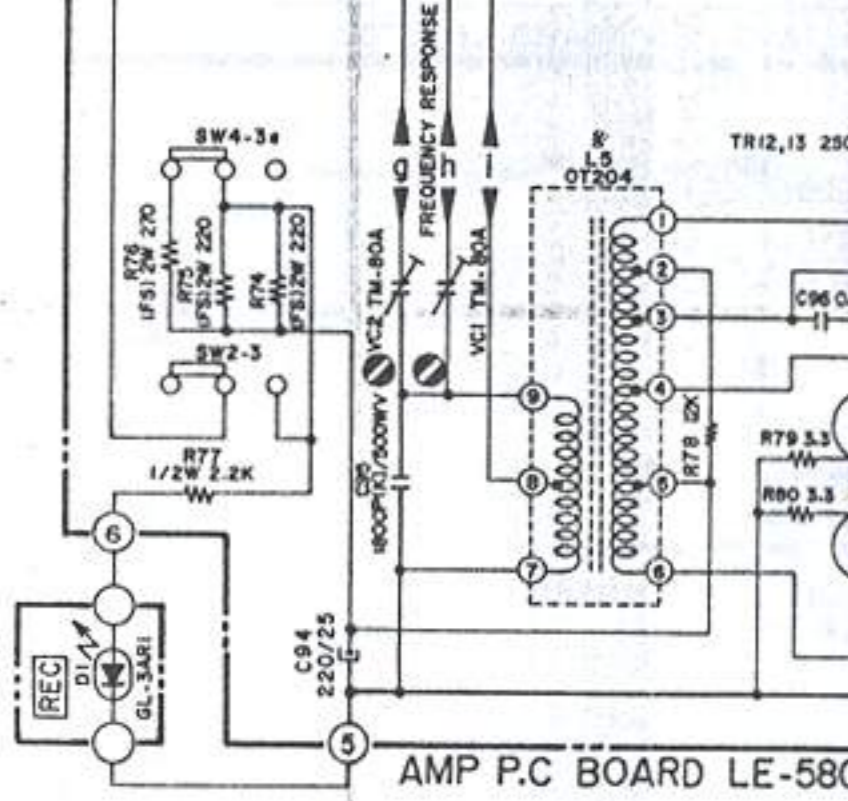 FREQUENCY RESPONSE
SW4-3a
g h i
L5
OT204
TR12,13 250
R76
(FS) 2W 270
R75
(FS) 2W 220
R74
(FS) 2W 220
VC2 TM-80A
VC1 TM-80A
1
2
3
C96 0.
SW2-3
4
9
R78 12K
R79 3.3
R77
1/2W 2.2K
C95
1800P(K)/500WV
8
5
R80 3.3
6
7
6
C94
220/25
REC
D1
GL-3AR1
5
AMP P.C BOARD LE-580